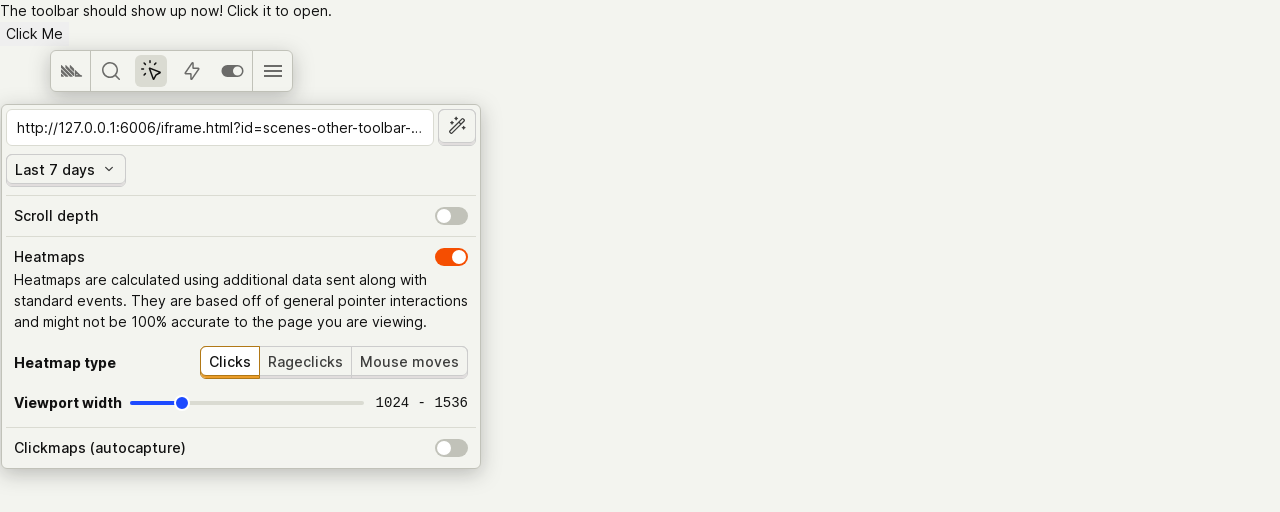 The toolbar should show up now! Click it to open.
Click Me
http://127.0.0.1:6006/iframe.html?id=scenes-other-toolbar-...
Last 7 days
Scroll depth
Heatmaps
Heatmaps are calculated using additional data sent along with
standard events. They are based off of general pointer interactions
and might not be 100% accurate to the page you are viewing.
Heatmap type Clicks Rageclicks Mouse moves
Viewport width 1024 - 1536
Clickmaps (autocapture)